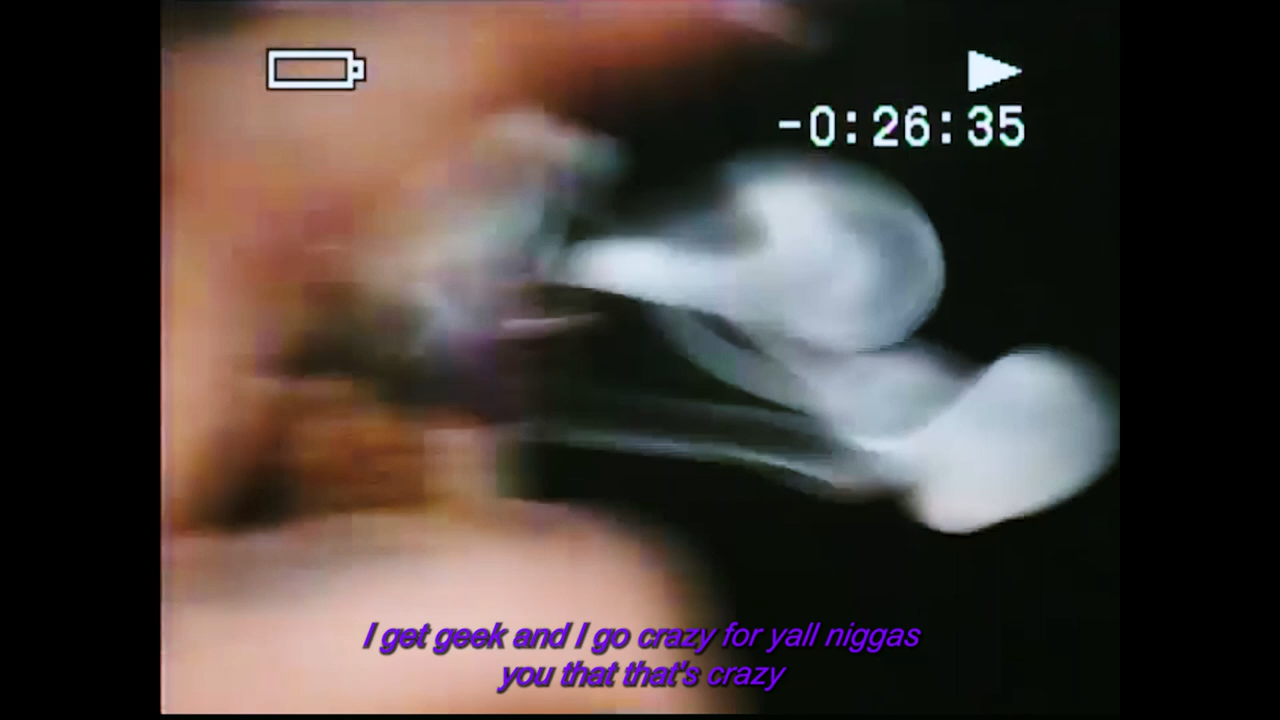 -0:26:35
I get geek and I go crazy for yall niggas
you that that's crazy